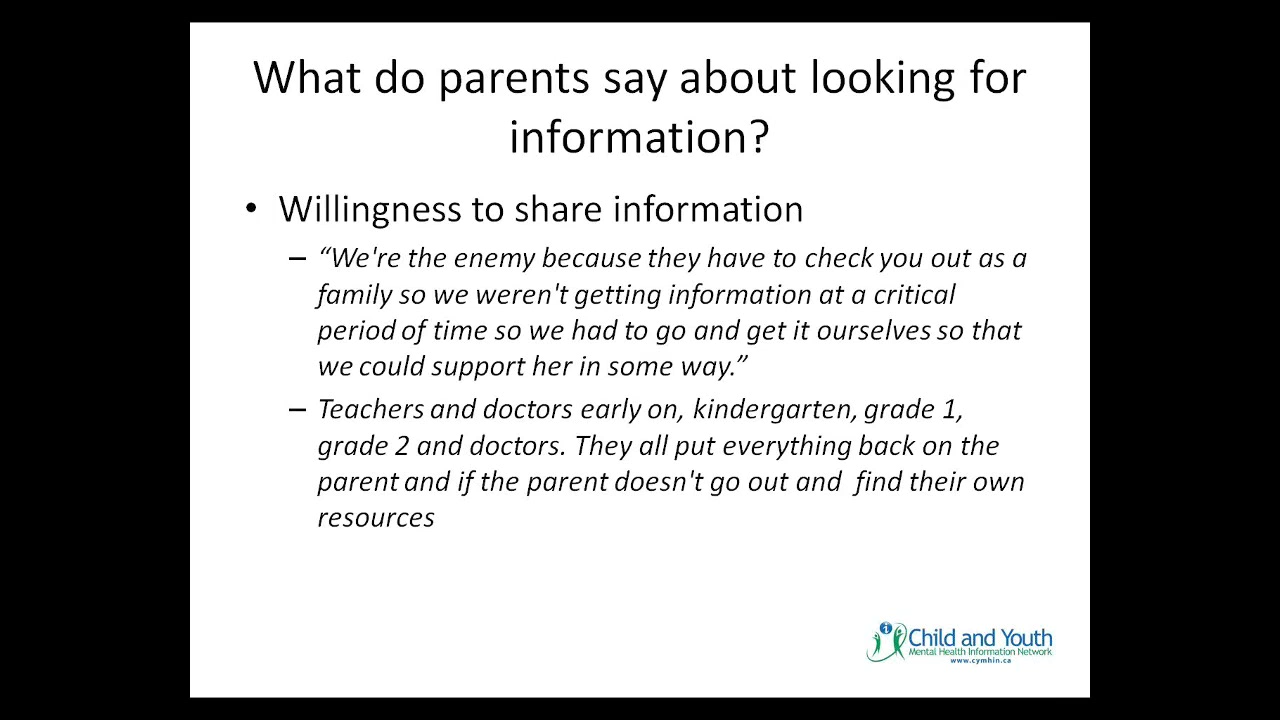 What do parents say about looking for
information?
• Willingness to share information
– “We're the enemy because they have to check you out as a
family so we weren't getting information at a critical
period of time so we had to go and get it ourselves so that
we could support her in some way.”
– Teachers and doctors early on, kindergarten, grade 1,
grade 2 and doctors. They all put everything back on the
parent and if the parent doesn't go out and  find their own
resources
i
Child and Youth
Mental Health Information Network
www.cymhin.ca